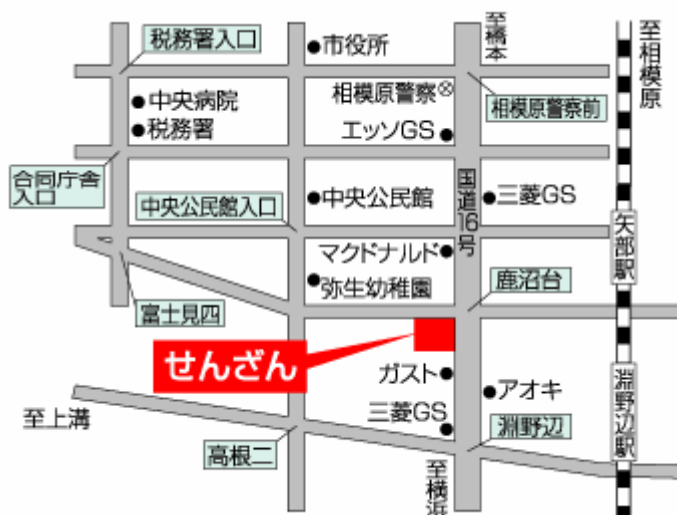 税務署入口
市役所
至橋本
至相模原
中央病院
税務署
相模原警察
相模原警察前
エッソGS
合同庁舎
入口
中央公民館入口
中央公民館
国道16号
三菱GS
矢部駅
マクドナルド
弥生幼稚園
鹿沼台
富士見四
せんざん
ガスト
アオキ
淵野辺駅
至上溝
三菱GS
高根二
淵野辺
至横浜